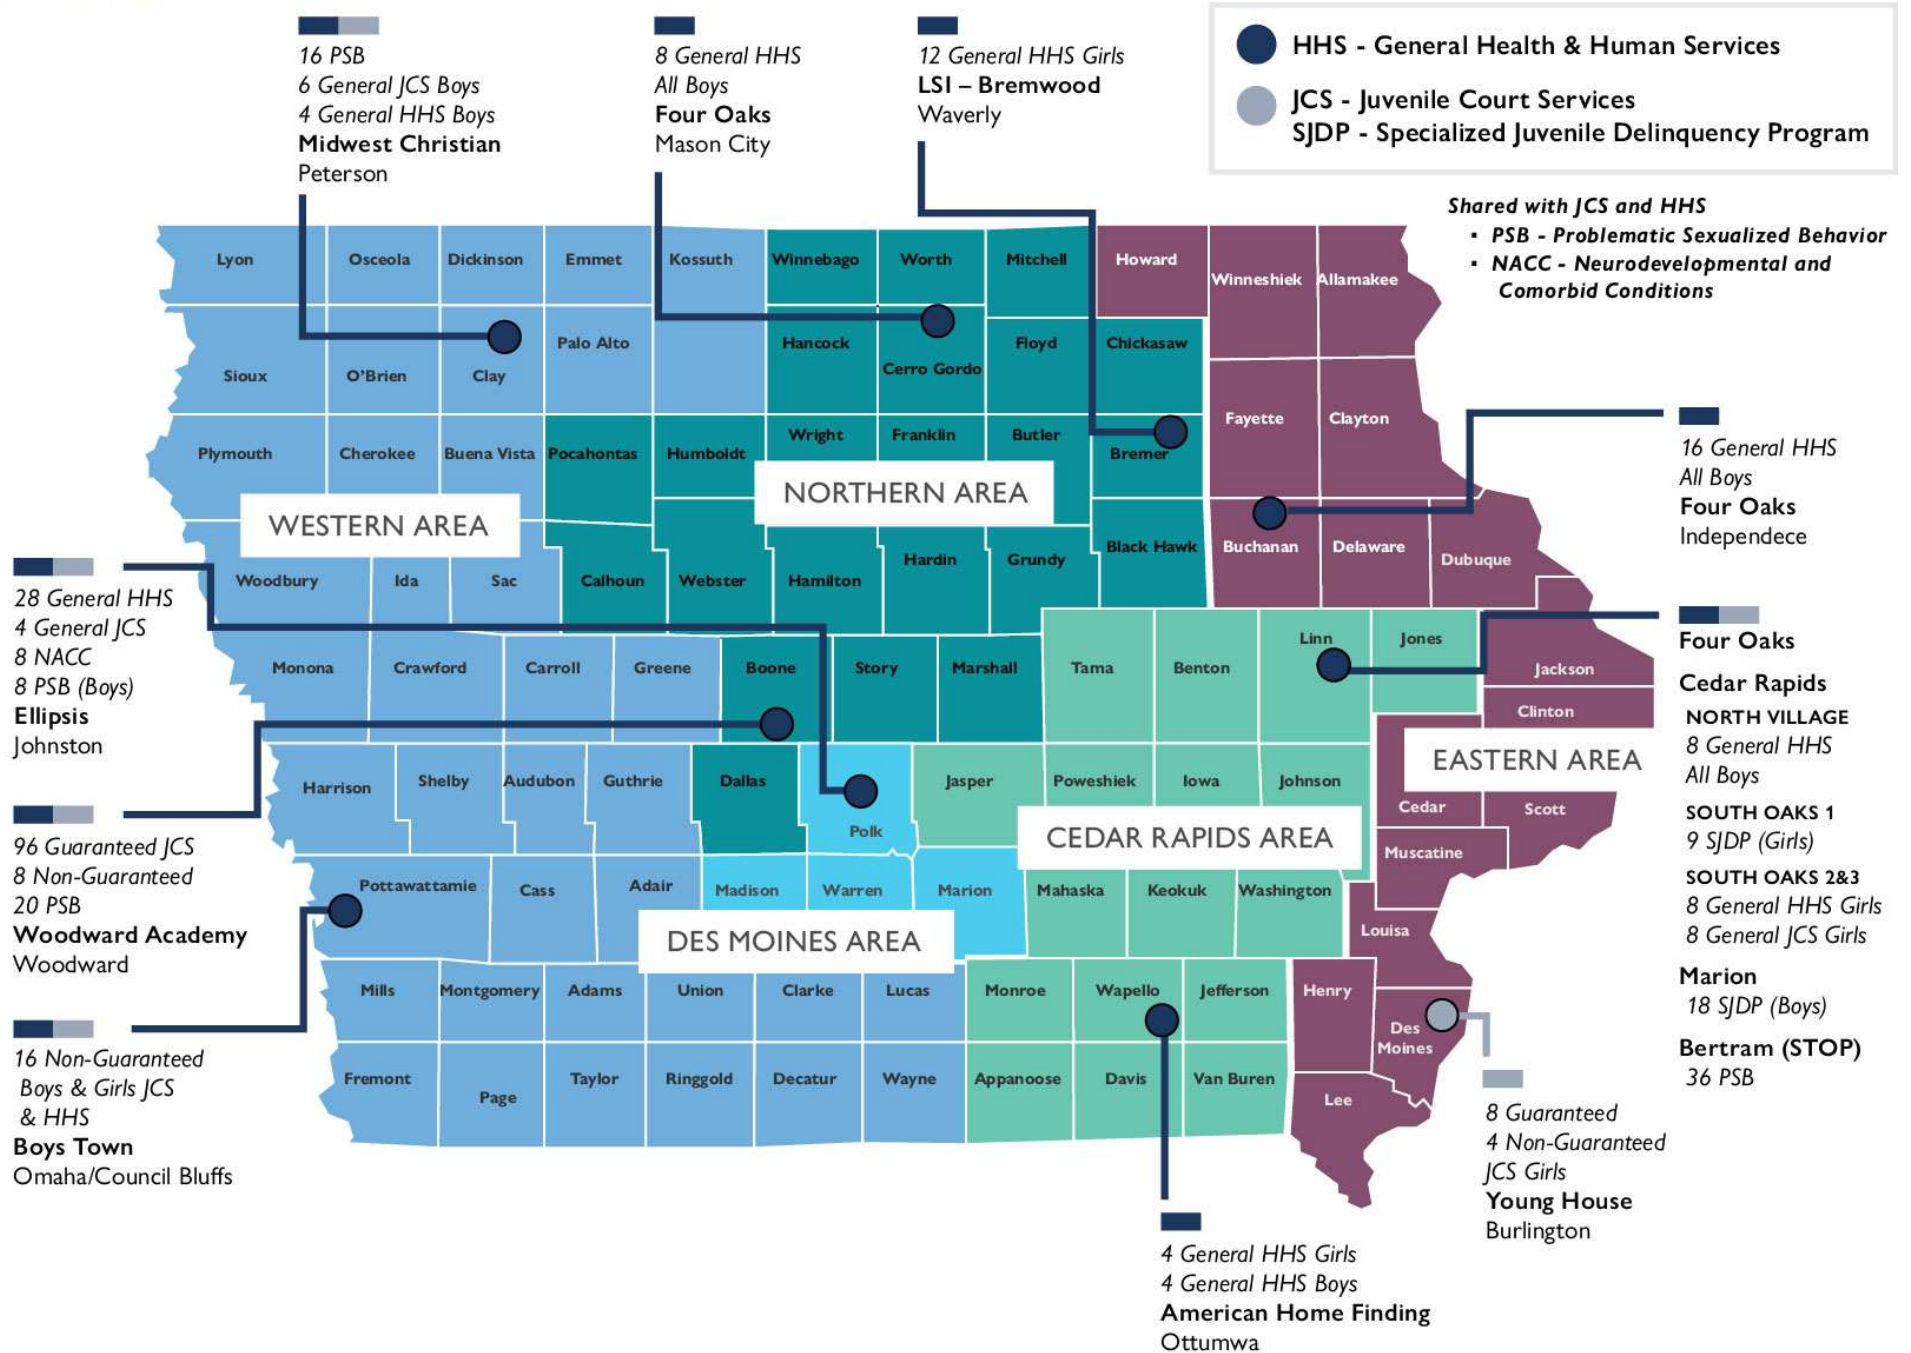 16 PSB
6 General JCS Boys
4 General HHS Boys
Midwest Christian
Peterson
8 General HHS
All Boys
Four Oaks
Mason City
12 General HHS Girls
LSI – Bremwood
Waverly
HHS - General Health & Human Services
JCS - Juvenile Court Services
SJDP - Specialized Juvenile Delinquency Program
Shared with JCS and HHS
▪ PSB - Problematic Sexualized Behavior
▪ NACC - Neurodevelopmental and
Comorbid Conditions
Lyon
Osceola
Dickinson
Emmet
Kossuth
Winnebago
Worth
Mitchell
Howard
Winneshiek
Allamakee
Sioux
O'Brien
Clay
Palo Alto
Hancock
Cerro Gordo
Floyd
Chickasaw
Fayette
Clayton
Plymouth
Cherokee
Buena Vista
Pocahontas
Humboldt
Wright
Franklin
Butler
Bremer
NORTHERN AREA
WESTERN AREA
Woodbury
Ida
Sac
Calhoun
Webster
Hamilton
Hardin
Grundy
Black Hawk
Buchanan
Delaware
Dubuque
Monona
Crawford
Carroll
Greene
Boone
Story
Marshall
Tama
Benton
Linn
Jones
Jackson
Clinton
EASTERN AREA
Harrison
Shelby
Audubon
Guthrie
Dallas
Polk
Jasper
Poweshiek
Iowa
Johnson
Cedar
Scott
CEDAR RAPIDS AREA
Muscatine
Pottawattamie
Cass
Adair
Madison
Warren
Marion
Mahaska
Keokuk
Washington
Louisa
DES MOINES AREA
Mills
Montgomery
Adams
Union
Clarke
Lucas
Monroe
Wapello
Jefferson
Henry
Des
Moines
Fremont
Page
Taylor
Ringgold
Decatur
Wayne
Appanoose
Davis
Van Buren
Lee
28 General HHS
4 General JCS
8 NACC
8 PSB (Boys)
Ellipsis
Johnston
96 Guaranteed JCS
8 Non-Guaranteed
20 PSB
Woodward Academy
Woodward
16 Non-Guaranteed
Boys & Girls JCS
& HHS
Boys Town
Omaha/Council Bluffs
16 General HHS
All Boys
Four Oaks
Independece
Four Oaks
Cedar Rapids
NORTH VILLAGE
8 General HHS
All Boys
SOUTH OAKS 1
9 SJDP (Girls)
SOUTH OAKS 2&3
8 General HHS Girls
8 General JCS Girls
Marion
18 SJDP (Boys)
Bertram (STOP)
36 PSB
8 Guaranteed
4 Non-Guaranteed
JCS Girls
Young House
Burlington
4 General HHS Girls
4 General HHS Boys
American Home Finding
Ottumwa